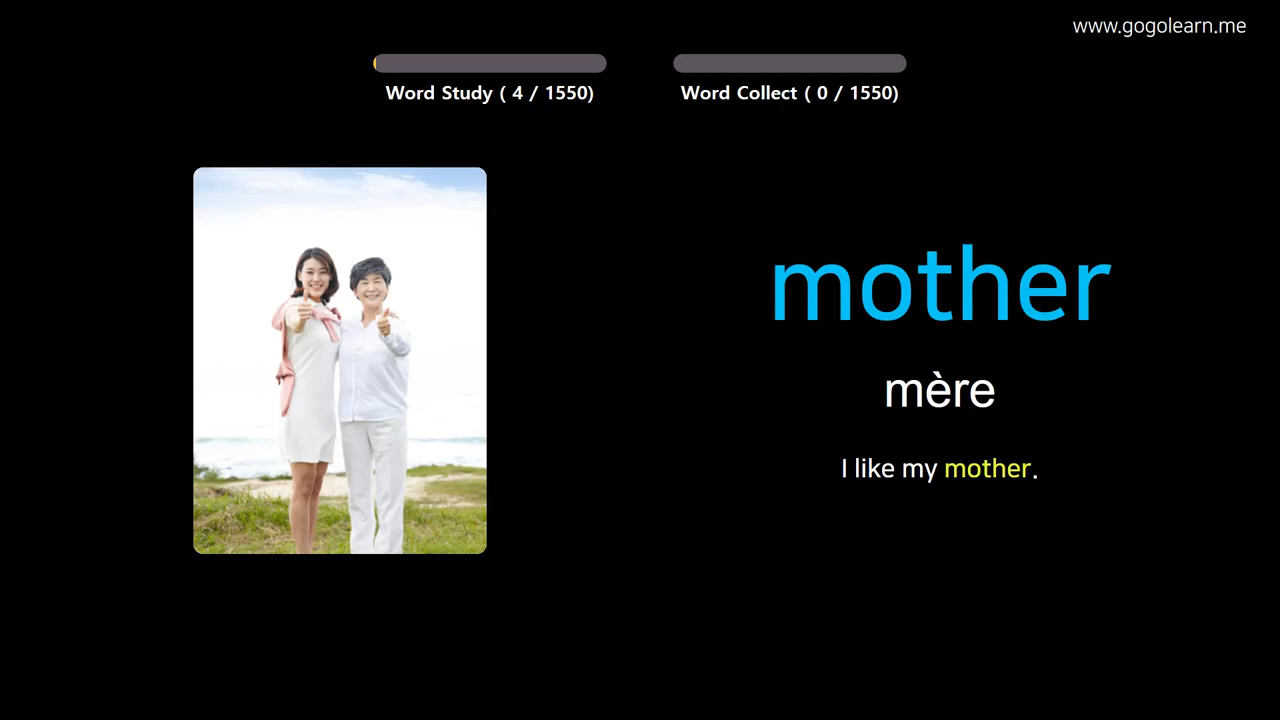 www.gogolearn.me
Word Study ( 4 / 1550)
Word Collect ( 0 / 1550)
mother
mère
I like my mother.